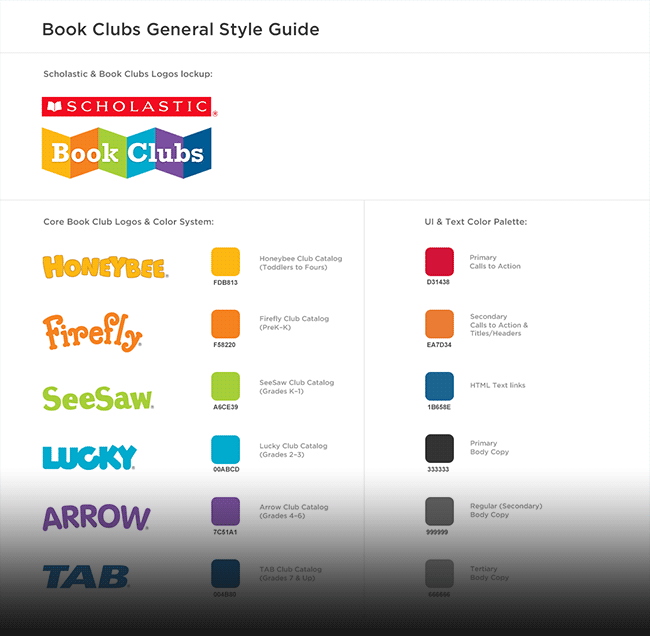 Book Clubs General Style Guide
Scholastic & Book Clubs Logos lockup:
SCHOLASTIC®
Book Clubs
Core Book Club Logos & Color System:
HONEYBEE®
FDB813
Honeybee Club Catalog
(Toddlers to Fours)
Firefly®
F58220
Firefly Club Catalog
(PreK–K)
SeeSaw®
A6CE39
SeeSaw Club Catalog
(Grades K–1)
LUCKY®
00ABCD
Lucky Club Catalog
(Grades 2–3)
ARROW®
7C51A1
Arrow Club Catalog
(Grades 4–6)
TAB®
TAB Club Catalog
(Grades 7 & Up)
UI & Text Color Palette:
D31438
Primary
Calls to Action
EA7D34
Secondary
Calls to Action &
Titles/Headers
1B658E
HTML Text links
333333
Primary
Body Copy
999999
Regular (Secondary)
Body Copy
Tertiary
Body Copy